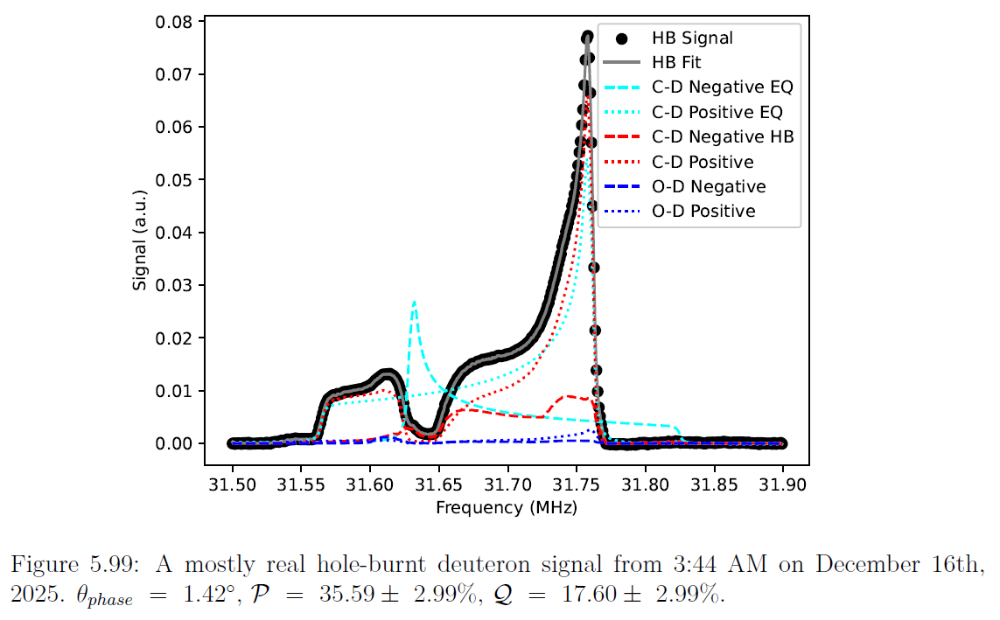 0.08
0.07
0.06
0.05
0.04
0.03
0.02
0.01
0.00
Signal (a.u.)
HB Signal
HB Fit
C-D Negative EQ
C-D Positive EQ
C-D Negative HB
C-D Positive
O-D Negative
O-D Positive
31.50 31.55 31.60 31.65 31.70 31.75 31.80 31.85 31.90
Frequency (MHz)
Figure 5.99: A mostly real hole-burnt deuteron signal from 3:44 AM on December 16th,
2025. θphase = 1.42°, 𝒫 = 35.59 ± 2.99%, 𝒬 = 17.60 ± 2.99%.